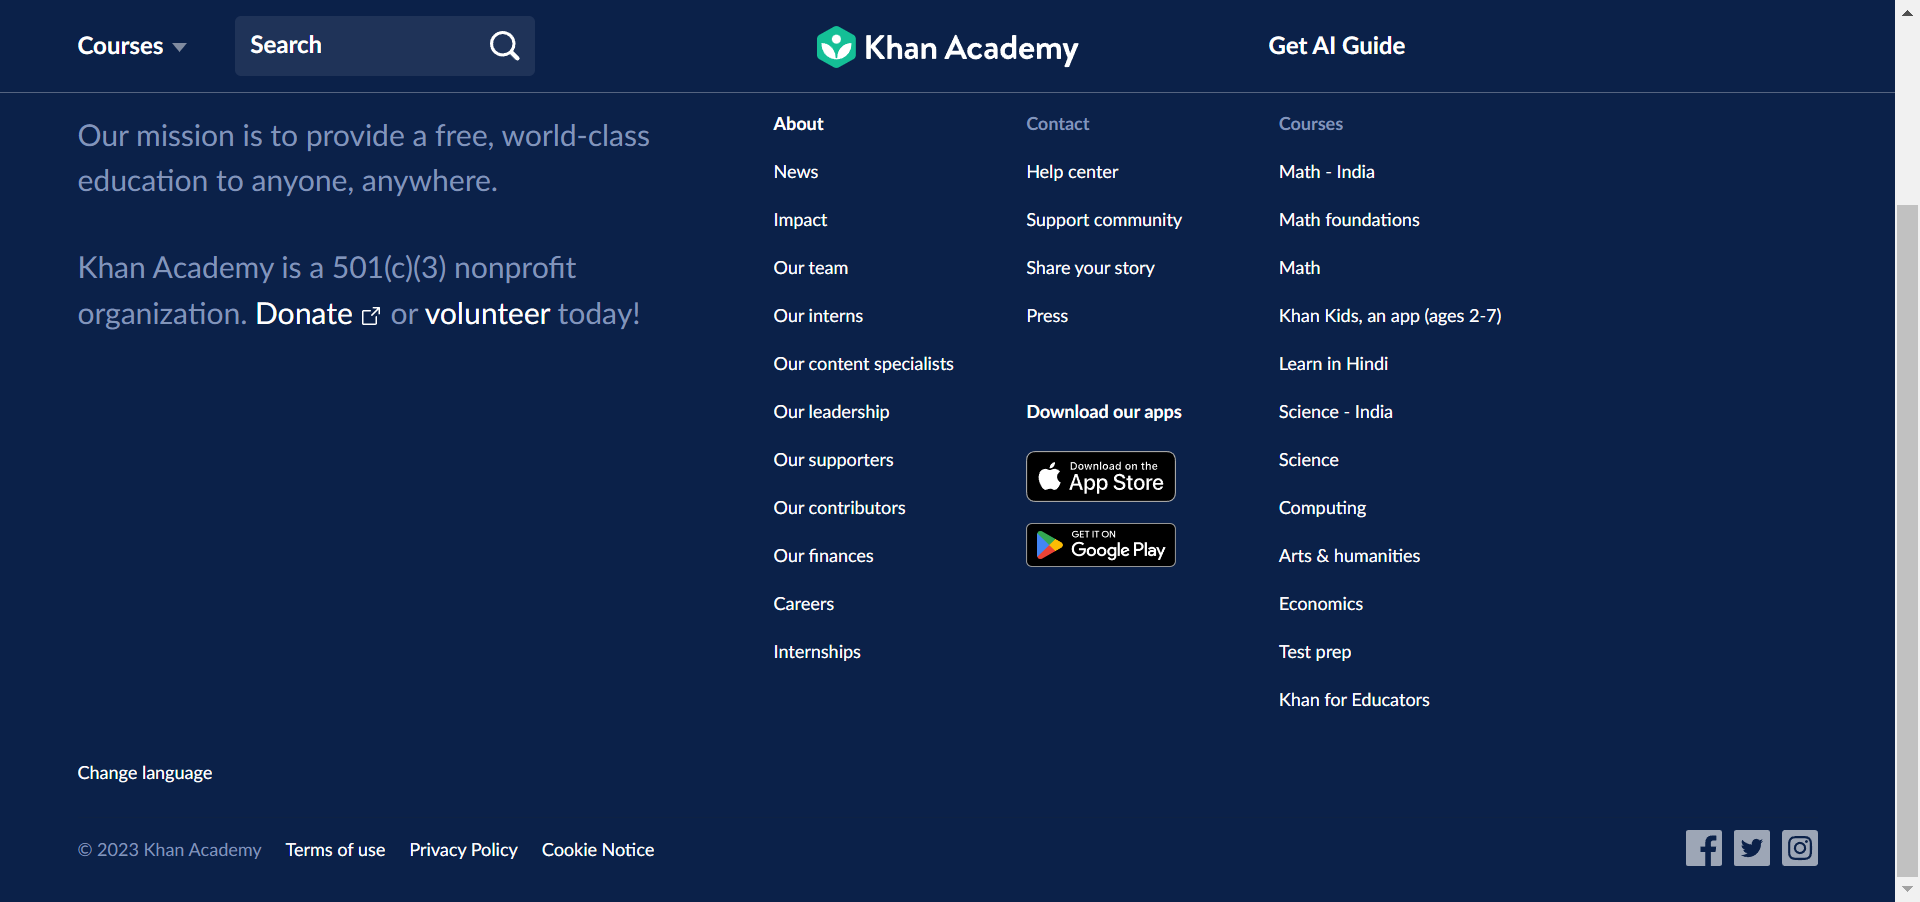 Courses
Search
Khan Academy
Get AI Guide
Our mission is to provide a free, world-class
education to anyone, anywhere.
Khan Academy is a 501(c)(3) nonprofit
organization. Donate or volunteer today!
About
News
Impact
Our team
Our interns
Our content specialists
Our leadership
Our supporters
Our contributors
Our finances
Careers
Internships
Contact
Help center
Support community
Share your story
Press
Download our apps
Download on the
App Store
GET IT ON
Google Play
Courses
Math - India
Math foundations
Math
Khan Kids, an app (ages 2-7)
Learn in Hindi
Science - India
Science
Computing
Arts & humanities
Economics
Test prep
Khan for Educators
Change language
© 2023 Khan Academy
Terms of use
Privacy Policy
Cookie Notice